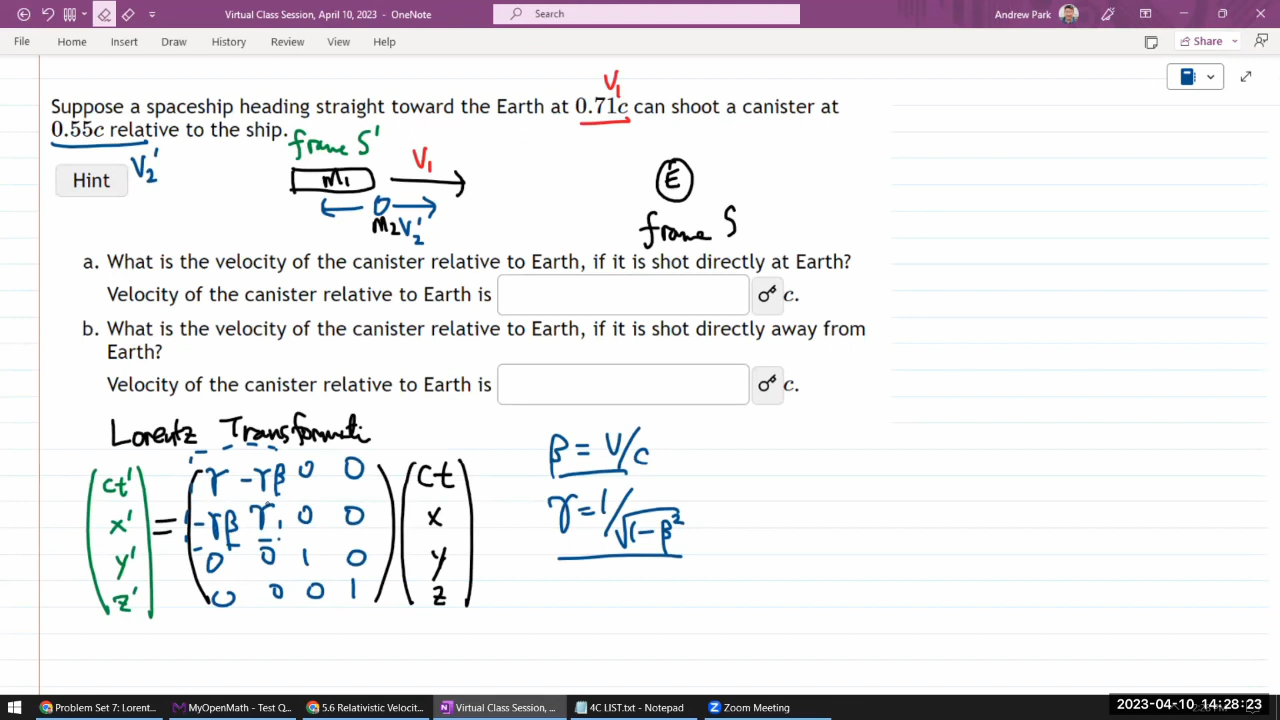 Virtual Class Session, April 10, 2023 - OneNote
Search
Andrew Park
File Home Insert Draw History Review View Help
Share
V₁
Suppose a spaceship heading straight toward the Earth at 0.71c can shoot a canister at
0.55c relative to the ship.
V₂'
frame S'
Hint
M₁
V₁
E
M₂ V₂'
frame S
a. What is the velocity of the canister relative to Earth, if it is shot directly at Earth?
Velocity of the canister relative to Earth is c.
b. What is the velocity of the canister relative to Earth, if it is shot directly away from
Earth?
Velocity of the canister relative to Earth is c.
Lorentz Transformati
ct' γ -γβ 0 0 ct
x' = -γβ γ 0 0 x
y' 0 0 1 0 y
z' 0 0 0 1 z
β = V/c
γ = 1/√1-β²
Problem Set 7: Lorent...
MyOpenMath - Test Q...
5.6 Relativistic Velocit...
Virtual Class Session, ...
4C LIST.txt - Notepad
Zoom Meeting
2023-04-10 14:28:23